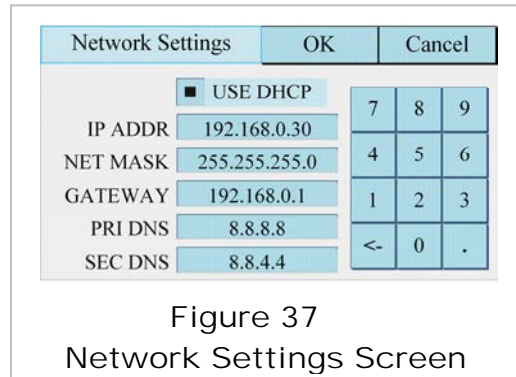 Network Settings OK Cancel
■ USE DHCP
IP ADDR 192.168.0.30
NET MASK 255.255.255.0
GATEWAY 192.168.0.1
PRI DNS 8.8.8.8
SEC DNS 8.8.4.4
7 8 9
4 5 6
1 2 3
<- 0 .
Figure 37
Network Settings Screen